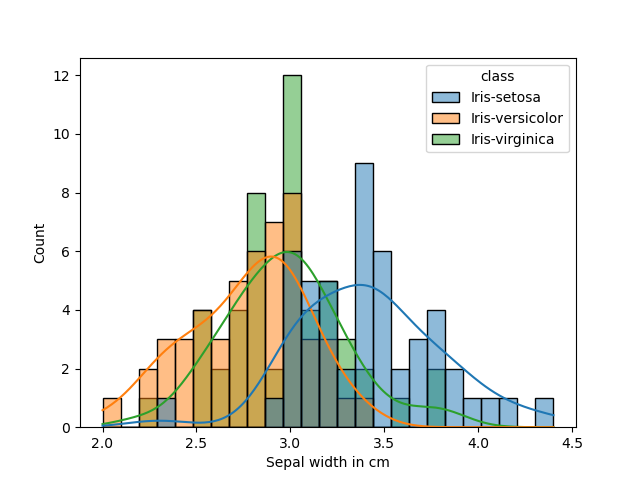 class
Iris-setosa
Iris-versicolor
Iris-virginica
Count
12
10
8
6
4
2
0
2.0 2.5 3.0 3.5 4.0 4.5
Sepal width in cm